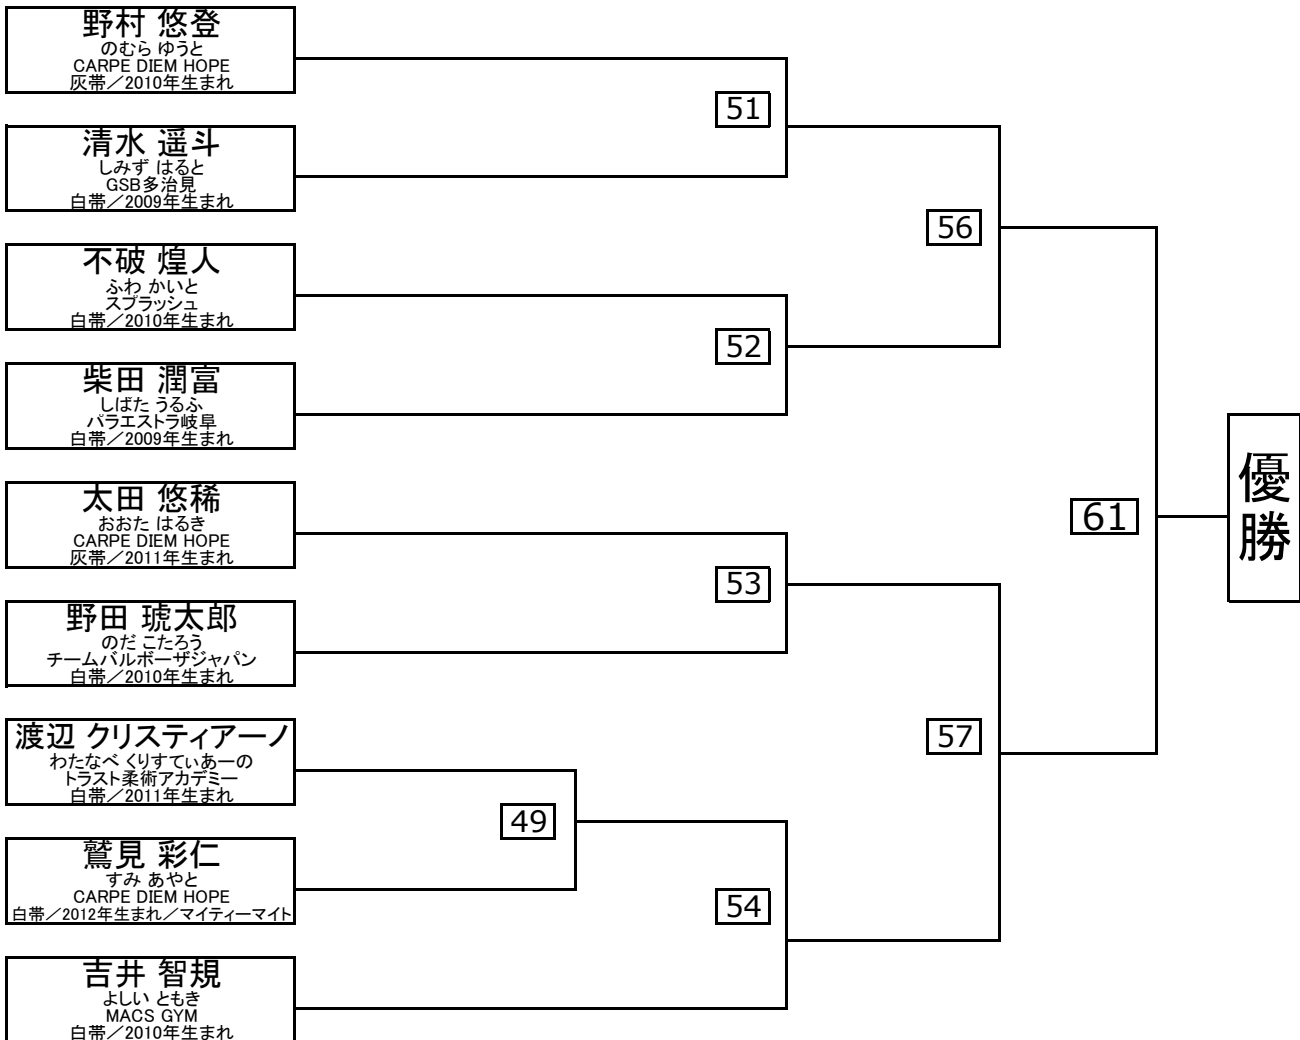 野村 悠登
のむら ゆうと
CARPE DIEM HOPE
灰帯／2010年生まれ
51
清水 遥斗
しみず はると
GSB多治見
白帯／2009年生まれ
56
不破 煌人
ふわ かいと
スプラッシュ
白帯／2010年生まれ
52
柴田 潤富
しばた うるふ
パラエストラ岐阜
白帯／2009年生まれ
優勝
太田 悠稀
おおた はるき
CARPE DIEM HOPE
灰帯／2011年生まれ
61
53
野田 琥太郎
のだ こたろう
チームバルボーザジャパン
白帯／2010年生まれ
渡辺 クリスティアーノ
わたなべ くりすてぃあーの
トラスト柔術アカデミー
白帯／2011年生まれ
57
49
鷲見 彩仁
すみ あやと
CARPE DIEM HOPE
白帯／2012年生まれ／マイティーマイト
54
吉井 智規
よしい ともき
MACS GYM
白帯／2010年生まれ